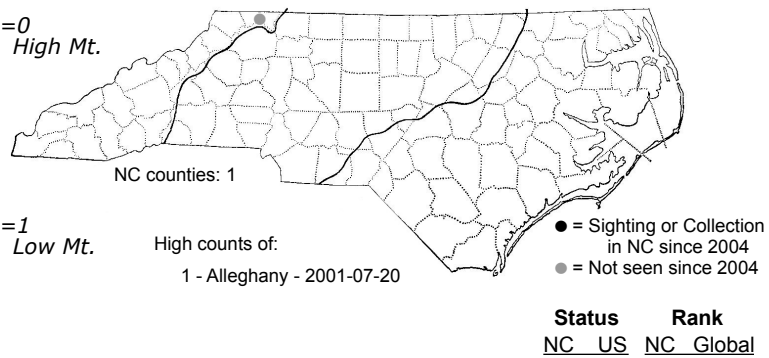 =0
High Mt.
NC counties: 1
=1
Low Mt.
High counts of:
1 - Alleghany - 2001-07-20
● = Sighting or Collection
in NC since 2004
● = Not seen since 2004
Status Rank
NC US NC Global